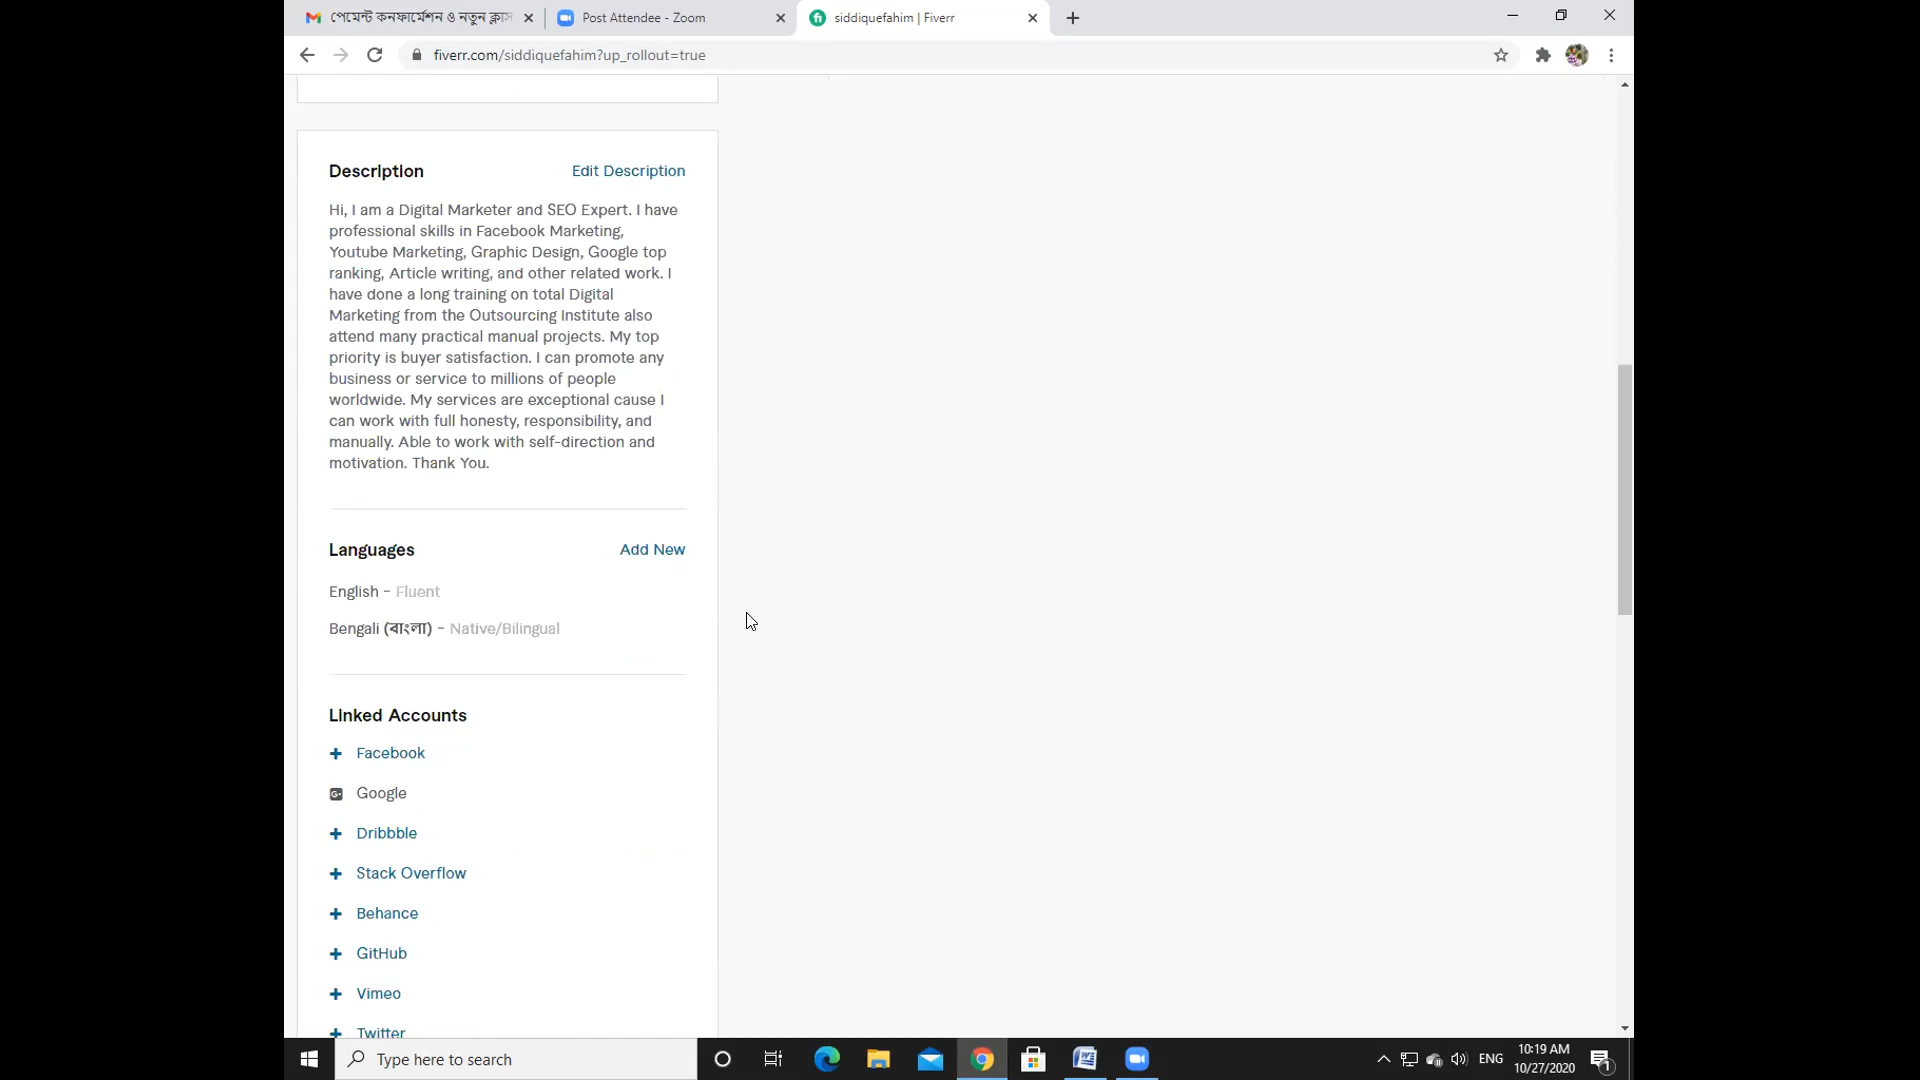 পেমেন্ট কনফার্মেশন ও নতুন ক্লাস
Post Attendee - Zoom
siddiquefahim | Fiverr
fiverr.com/siddiquefahim?up_rollout=true
Description
Edit Description
Hi, I am a Digital Marketer and SEO Expert. I have
professional skills in Facebook Marketing,
Youtube Marketing, Graphic Design, Google top
ranking, Article writing, and other related work. I
have done a long training on total Digital
Marketing from the Outsourcing Institute also
attend many practical manual projects. My top
priority is buyer satisfaction. I can promote any
business or service to millions of people
worldwide. My services are exceptional cause I
can work with full honesty, responsibility, and
manually. Able to work with self-direction and
motivation. Thank You.
Languages
Add New
English - Fluent
Bengali (বাংলা) - Native/Bilingual
Linked Accounts
Facebook
Google
Dribbble
Stack Overflow
Behance
GitHub
Vimeo
Twitter
Type here to search
ENG
10:19 AM
10/27/2020
1